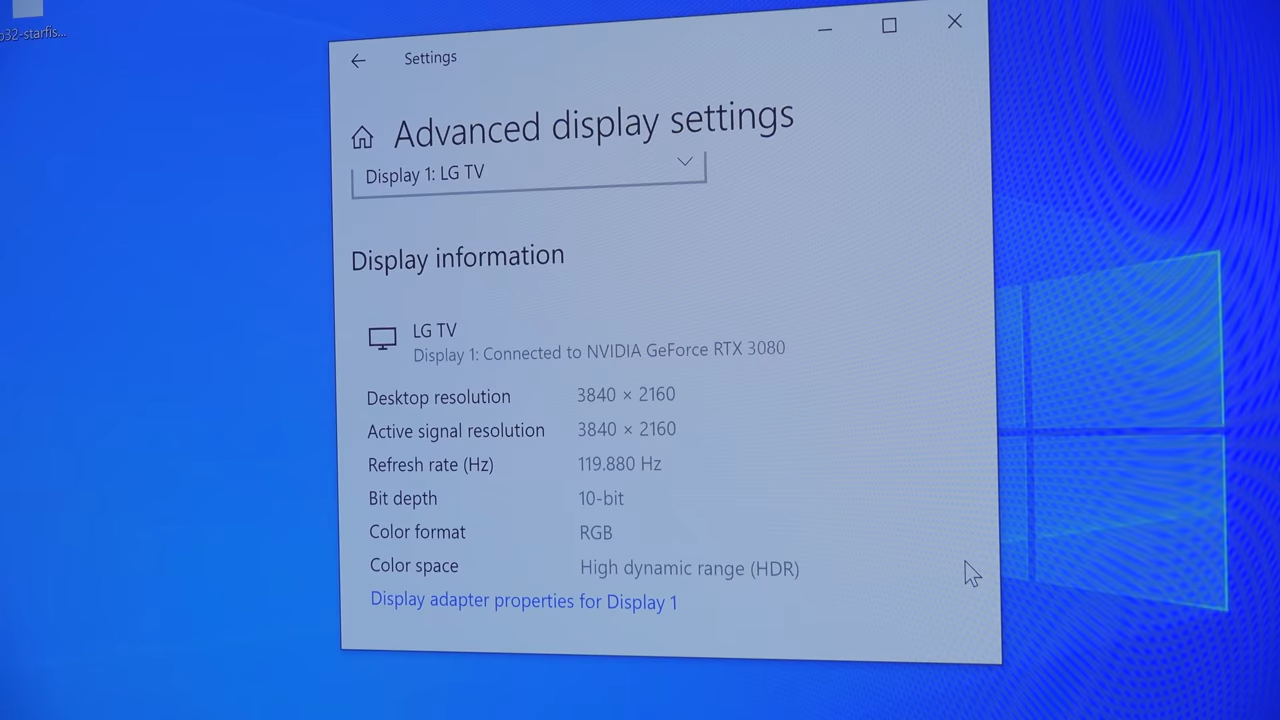 o32-starfis...
Settings
Advanced display settings
Display 1: LG TV
Display information
LG TV
Display 1: Connected to NVIDIA GeForce RTX 3080
Desktop resolution 3840 × 2160
Active signal resolution 3840 × 2160
Refresh rate (Hz) 119.880 Hz
Bit depth 10-bit
Color format RGB
Color space High dynamic range (HDR)
Display adapter properties for Display 1